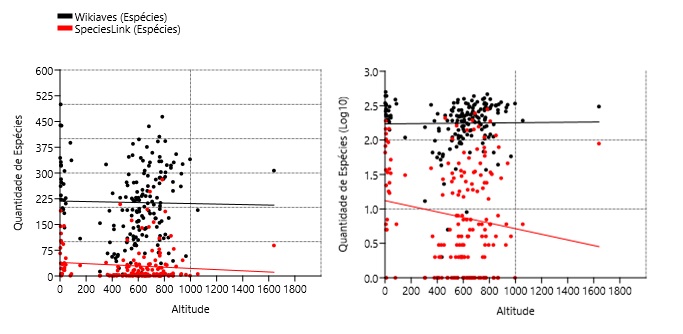 Wikiaves (Espécies)
SpeciesLink (Espécies)
600
525
450
375
300
225
150
75
0
Quantidade de Espécies
0 200 400 600 800 1000 1200 1400 1600 1800
Altitude
3.0
2.5
2.0
1.5
1.0
0.5
0.0
Quantidade de Espécies (Log10)
0 200 400 600 800 1000 1200 1400 1600 1800
Altitude